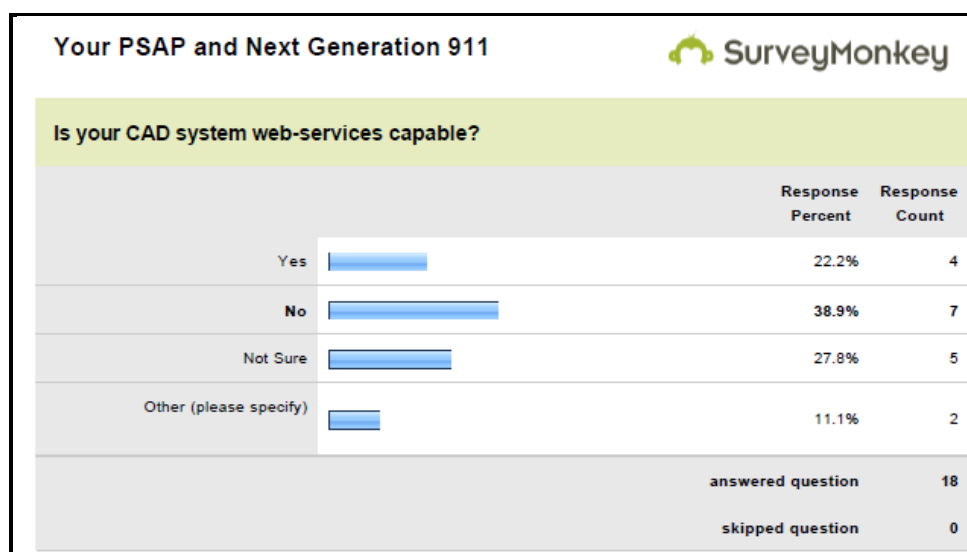 Your PSAP and Next Generation 911
SurveyMonkey
Is your CAD system web-services capable?
Response Percent
Response Count
Yes 22.2% 4
No 38.9% 7
Not Sure 27.8% 5
Other (please specify) 11.1% 2
answered question 18
skipped question 0